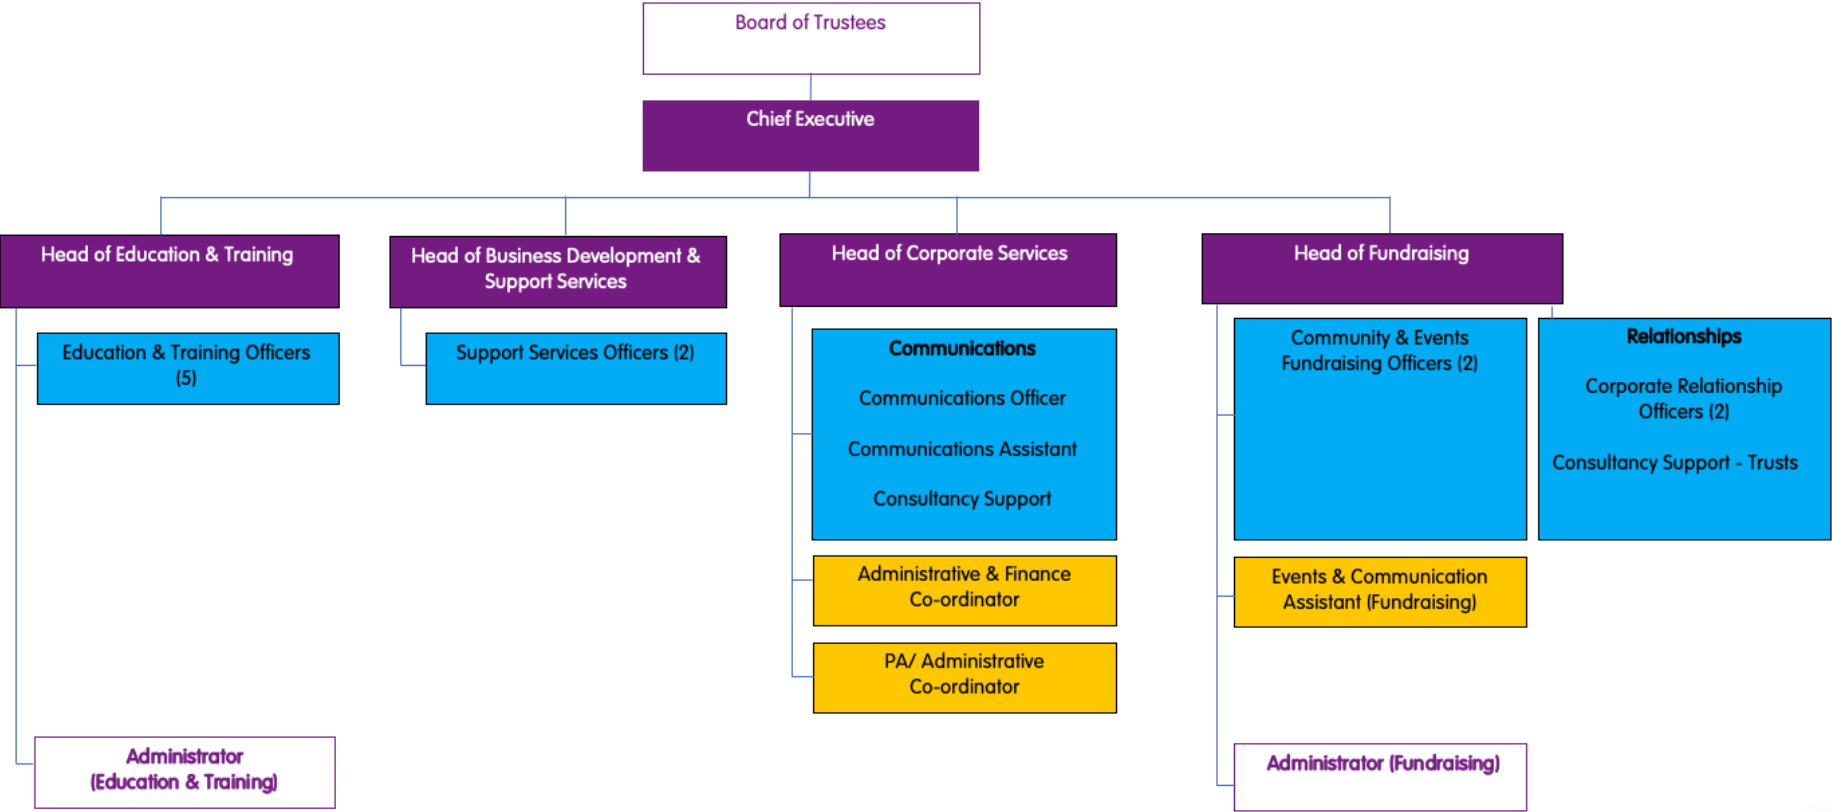 Board of Trustees
Chief Executive
Head of Education & Training
Head of Business Development &
Support Services
Head of Corporate Services
Head of Fundraising
Education & Training Officers
(5)
Support Services Officers (2)
Communications
Communications Officer
Communications Assistant
Consultancy Support
Community & Events
Fundraising Officers (2)
Relationships
Corporate Relationship
Officers (2)
Consultancy Support - Trusts
Administrative & Finance
Co-ordinator
Events & Communication
Assistant (Fundraising)
PA/ Administrative
Co-ordinator
Administrator
(Education & Training)
Administrator (Fundraising)